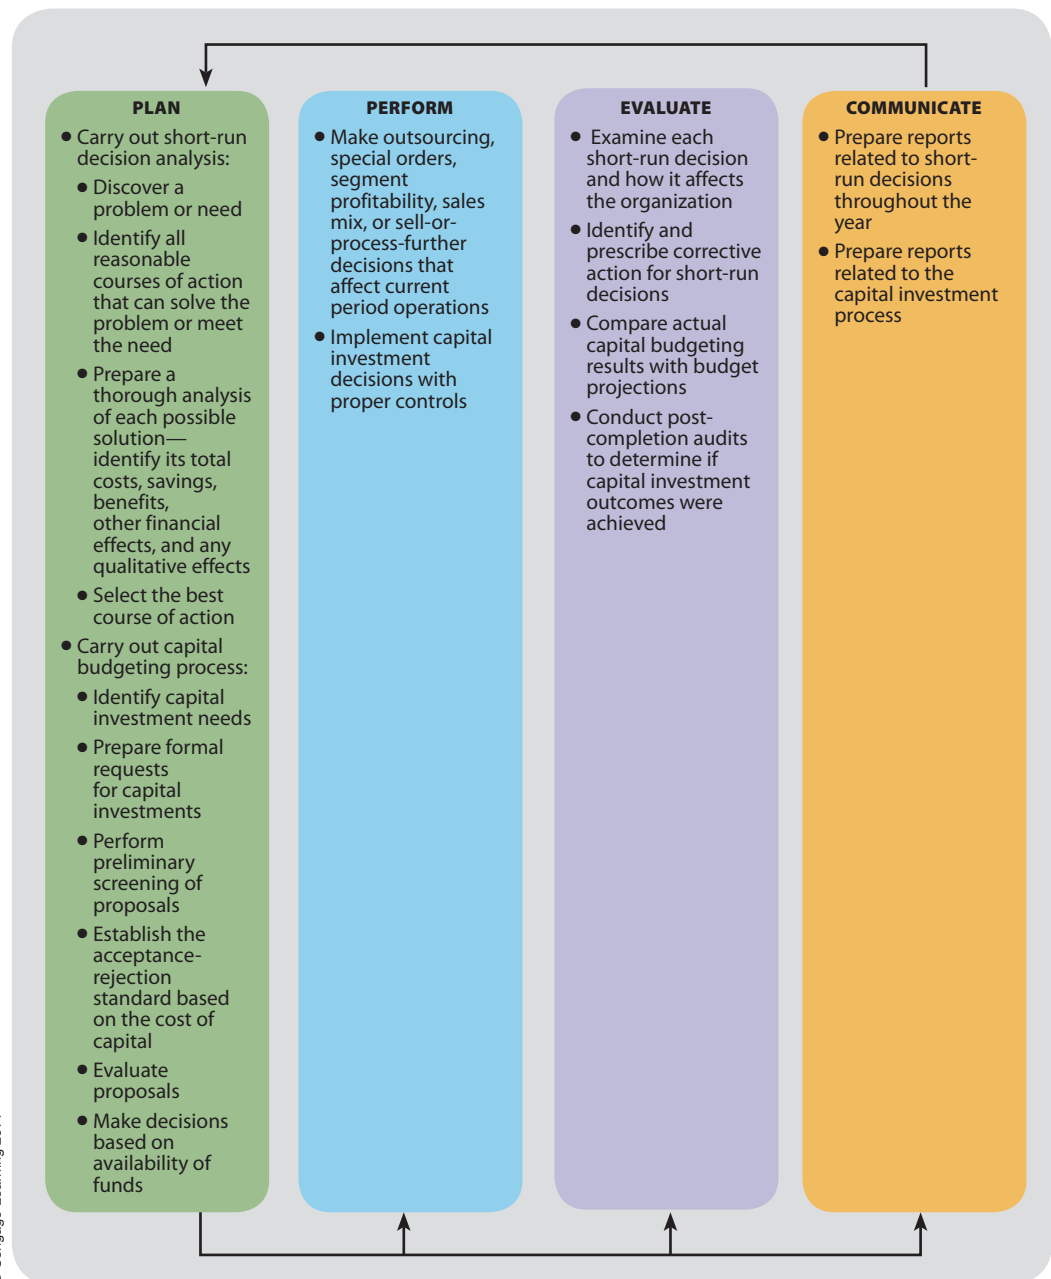 PLAN
● Carry out short-run
decision analysis:
● Discover a
problem or need
● Identify all
reasonable
courses of action
that can solve the
problem or meet
the need
● Prepare a
thorough analysis
of each possible
solution—
identify its total
costs, savings,
benefits,
other financial
effects, and any
qualitative effects
● Select the best
course of action
● Carry out capital
budgeting process:
● Identify capital
investment needs
● Prepare formal
requests
for capital
investments
● Perform
preliminary
screening of
proposals
● Establish the
acceptance-
rejection
standard based
on the cost of
capital
● Evaluate
proposals
● Make decisions
based on
availability of
funds
PERFORM
● Make outsourcing,
special orders,
segment
profitability, sales
mix, or sell-or-
process-further
decisions that
affect current
period operations
● Implement capital
investment
decisions with
proper controls
EVALUATE
● Examine each
short-run decision
and how it affects
the organization
● Identify and
prescribe corrective
action for short-run
decisions
● Compare actual
capital budgeting
results with budget
projections
● Conduct post-
completion audits
to determine if
capital investment
outcomes were
achieved
COMMUNICATE
● Prepare reports
related to short-
run decisions
throughout the
year
● Prepare reports
related to the
capital investment
process